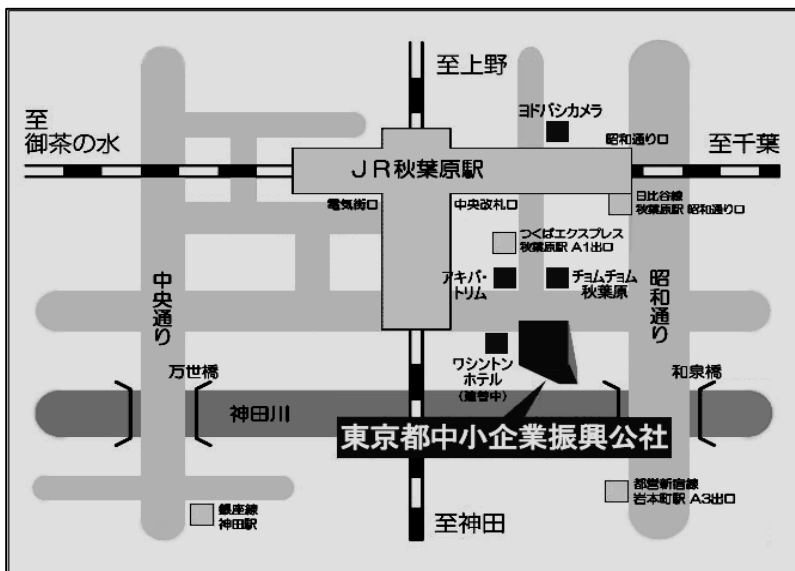 至上野
ヨドバシカメラ
至
御茶の水
昭和通り口
至千葉
JR秋葉原駅
電気街口
中央改札口
日比谷線
秋葉原駅 昭和通り口
つくばエクスプレス
秋葉原駅 A1出口
アキバ・
トリム
チョムチョム
秋葉原
中央通り
昭和通り
万世橋
ワシントン
ホテル
(建替中)
和泉橋
神田川
東京都中小企業振興公社
銀座線
神田駅
至神田
都営新宿線
岩本町駅 A3出口